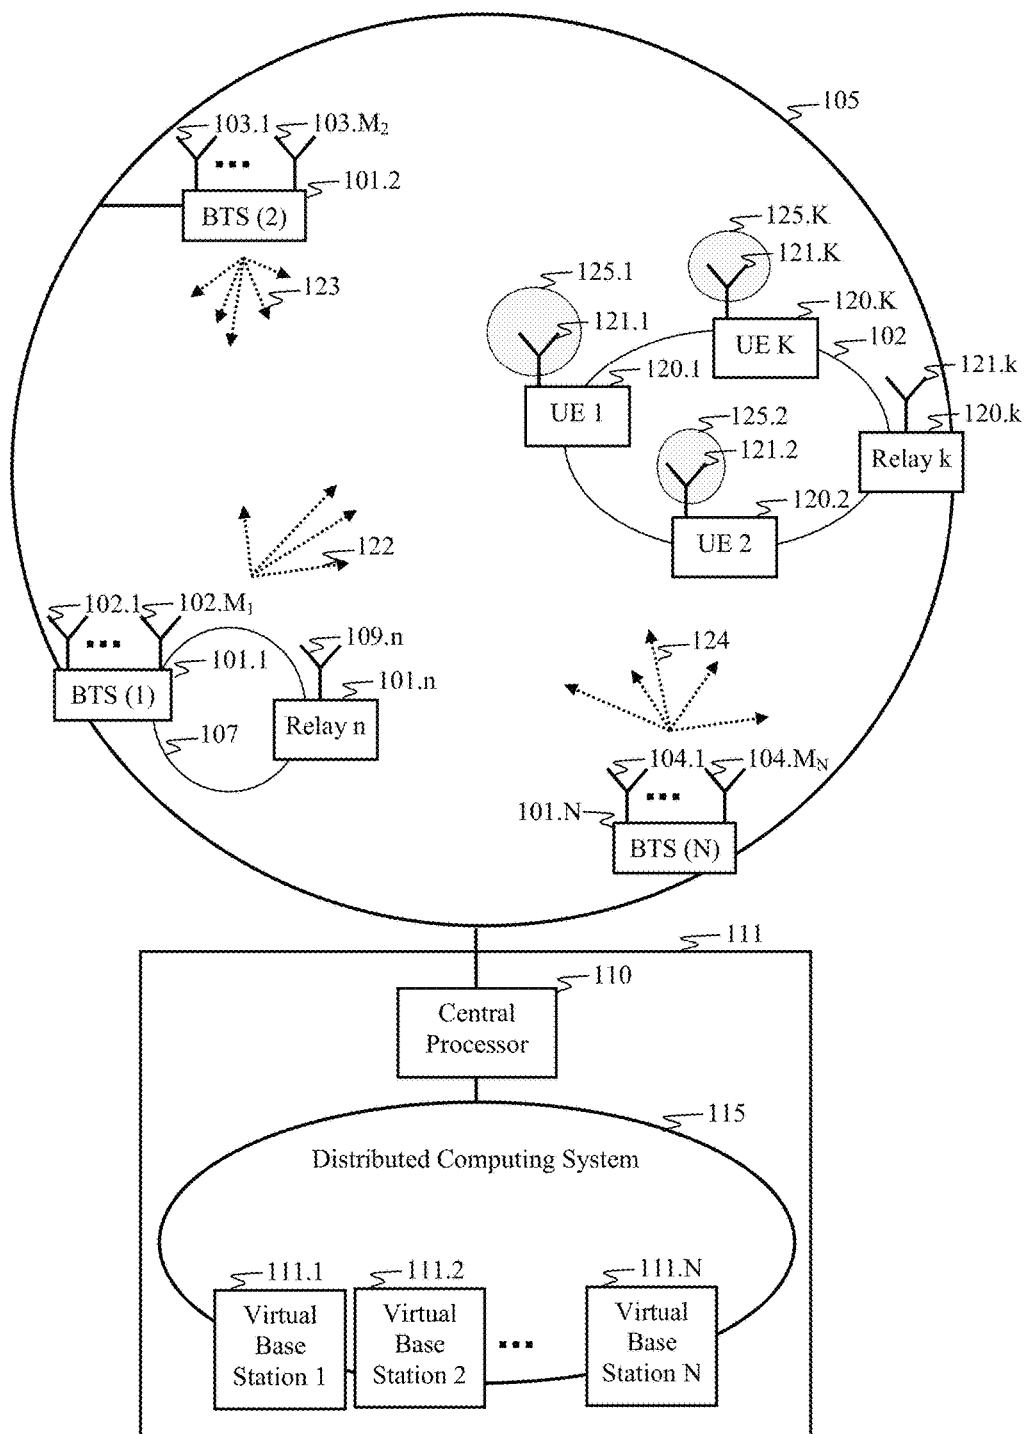 105
103.1 103.M2
101.2
BTS (2)
123
125.K
121.K
125.1
120.K
121.1
UE K
102
120.1
121.k
UE 1
125.2
120.k
121.2
Relay k
120.2
UE 2
122
102.1 102.M1
109.n
124
101.1
101.n
BTS (1)
Relay n
107
104.1 104.MN
101.N
BTS (N)
111
110
Central
Processor
115
Distributed Computing System
111.1 111.2 111.N
Virtual
Base
Station 1
Virtual
Base
Station 2
Virtual
Base
Station N